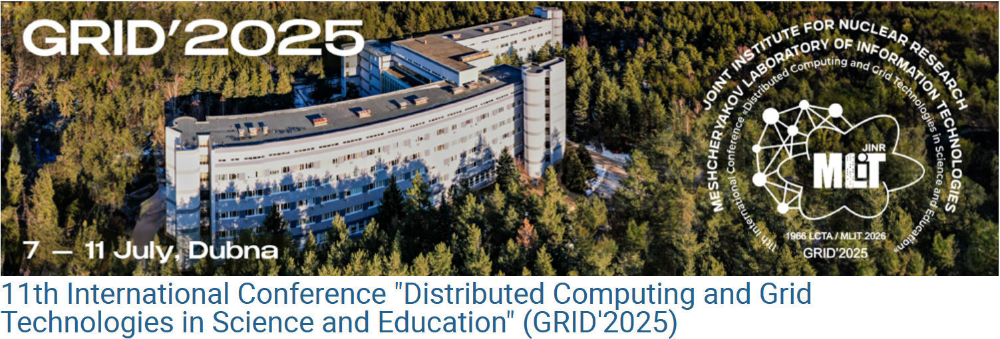 GRID'2025
7 – 11 July, Dubna
JOINT INSTITUTE FOR NUCLEAR RESEARCH
MESHCHERYAKOV LABORATORY OF INFORMATION TECHNOLOGIES
11th International Conference «Distributed Computing and Grid Technologies in Science and Education»
JINR
MLiT
1966 LCTA / MLIT 2026
GRID'2025
11th International Conference "Distributed Computing and Grid
Technologies in Science and Education" (GRID'2025)